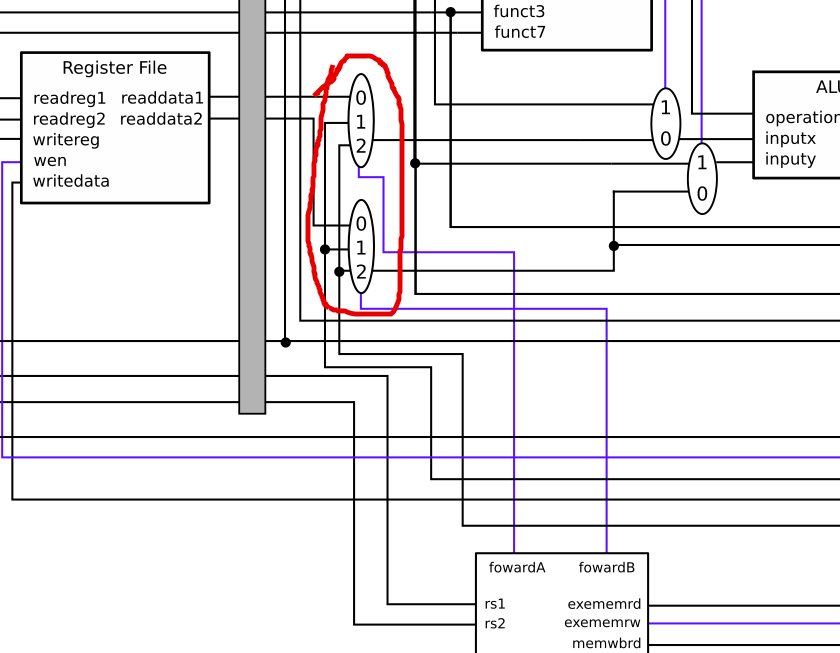 funct3
funct7
Register File
readreg1 readdata1
readreg2 readdata2
writereg
wen
writedata
0
1
2
0
1
2
1
0
1
0
ALU
operation
inputx
inputy
fowardA fowardB
rs1 exememrd
rs2 exememrw
memwbrd